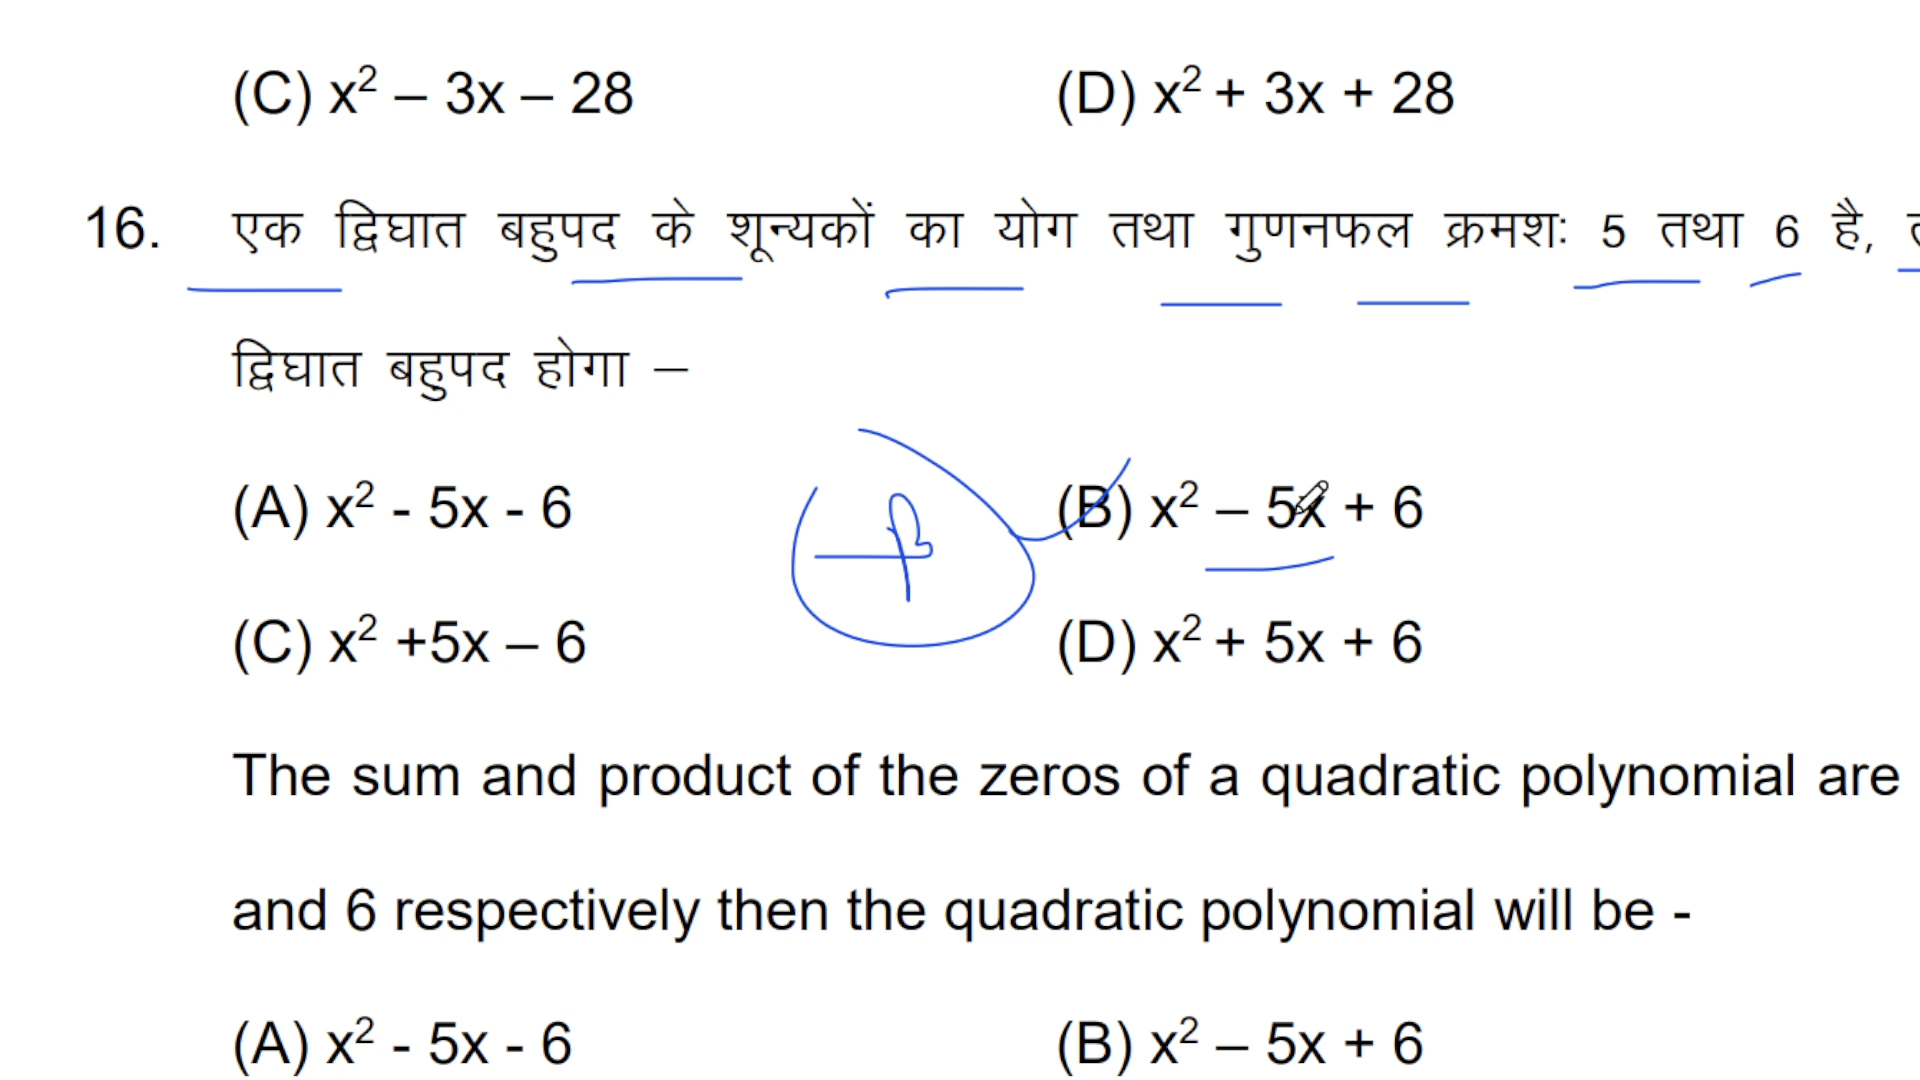 (C) x² – 3x – 28 (D) x² + 3x + 28
16. एक द्विघात बहुपद के शून्यकों का योग तथा गुणनफल क्रमशः 5 तथा 6 है,
द्विघात बहुपद होगा –
(A) x² - 5x - 6 (B) x² – 5x + 6
(C) x² +5x – 6 (D) x² + 5x + 6
The sum and product of the zeros of a quadratic polynomial are
and 6 respectively then the quadratic polynomial will be -
(A) x² - 5x - 6 (B) x² – 5x + 6